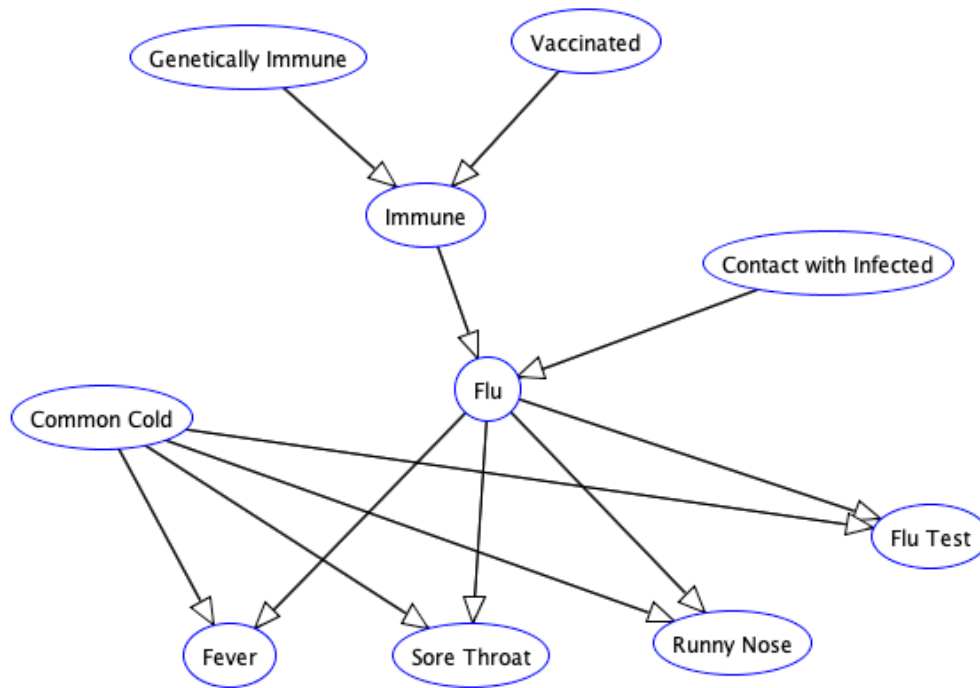 Genetically Immune
Vaccinated
Immune
Contact with Infected
Flu
Common Cold
Flu Test
Fever
Sore Throat
Runny Nose